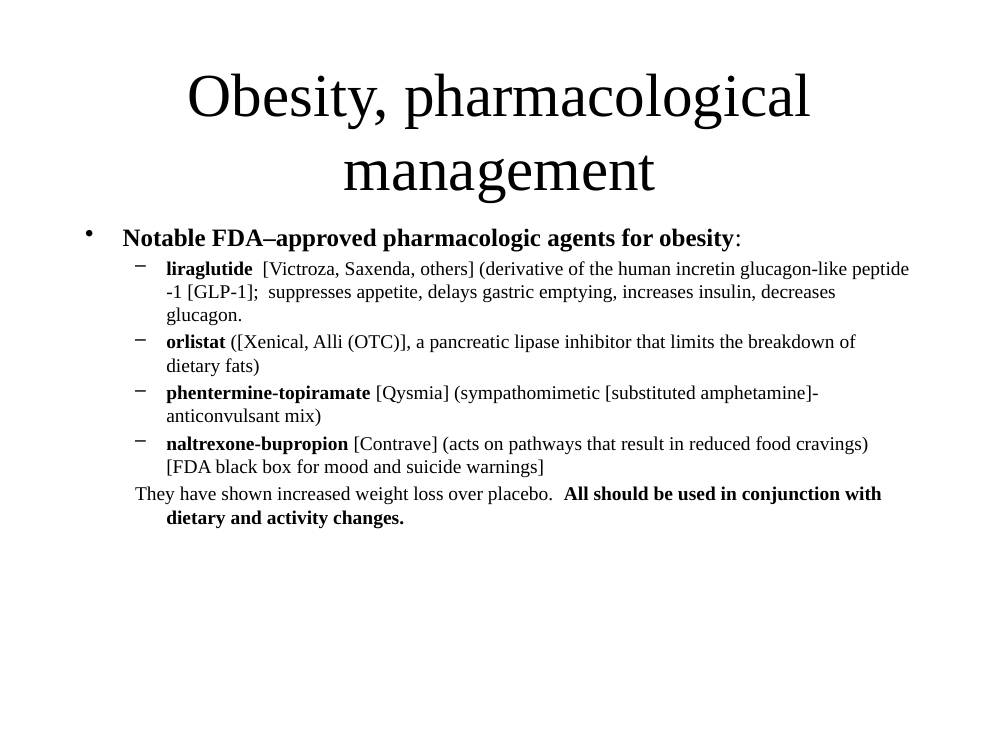 Obesity, pharmacological
management
• Notable FDA–approved pharmacologic agents for obesity:
– liraglutide  [Victroza, Saxenda, others] (derivative of the human incretin glucagon-like peptide
-1 [GLP-1];  suppresses appetite, delays gastric emptying, increases insulin, decreases
glucagon.
– orlistat ([Xenical, Alli (OTC)], a pancreatic lipase inhibitor that limits the breakdown of
dietary fats)
– phentermine-topiramate [Qysmia] (sympathomimetic [substituted amphetamine]-
anticonvulsant mix)
– naltrexone-bupropion [Contrave] (acts on pathways that result in reduced food cravings)
[FDA black box for mood and suicide warnings]
They have shown increased weight loss over placebo.  All should be used in conjunction with
dietary and activity changes.